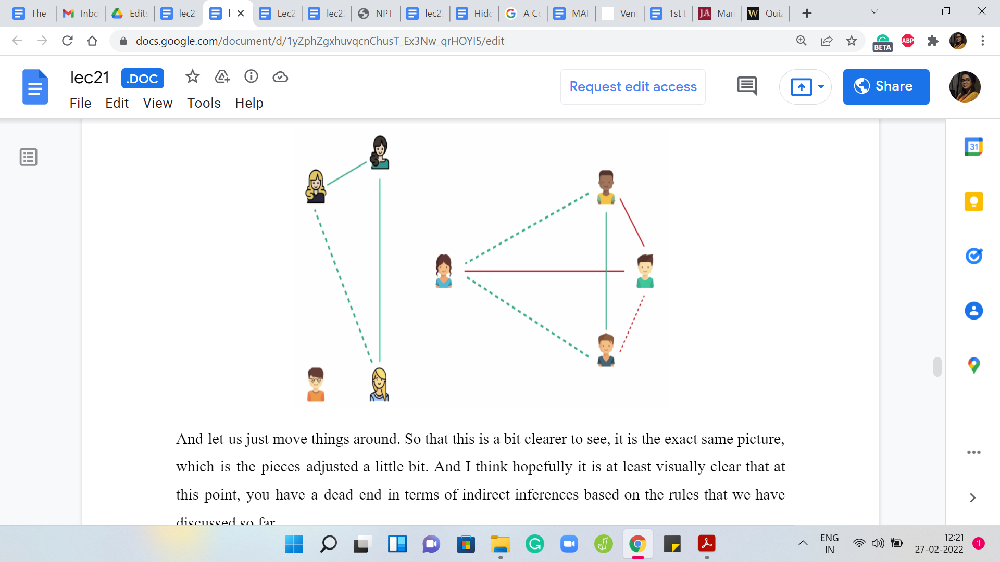 The
Inbo
Edits
lec2
l
Lec2
lec2
NPT
lec2
Hidd
A Co
MAI
Vent
1st
JA
Mari
W
Quiz
docs.google.com/document/d/1yZphZgxhuvqcnChusT_Ex3Nw_qrHOYI5/edit
BETA
ABP
lec21
.DOC
Request edit access
Share
File Edit View Tools Help
31
And let us just move things around. So that this is a bit clearer to see, it is the exact same picture,
which is the pieces adjusted a little bit. And I think hopefully it is at least visually clear that at
this point, you have a dead end in terms of indirect inferences based on the rules that we have
discussed so far.
ENG
IN
12:21
27-02-2022
1